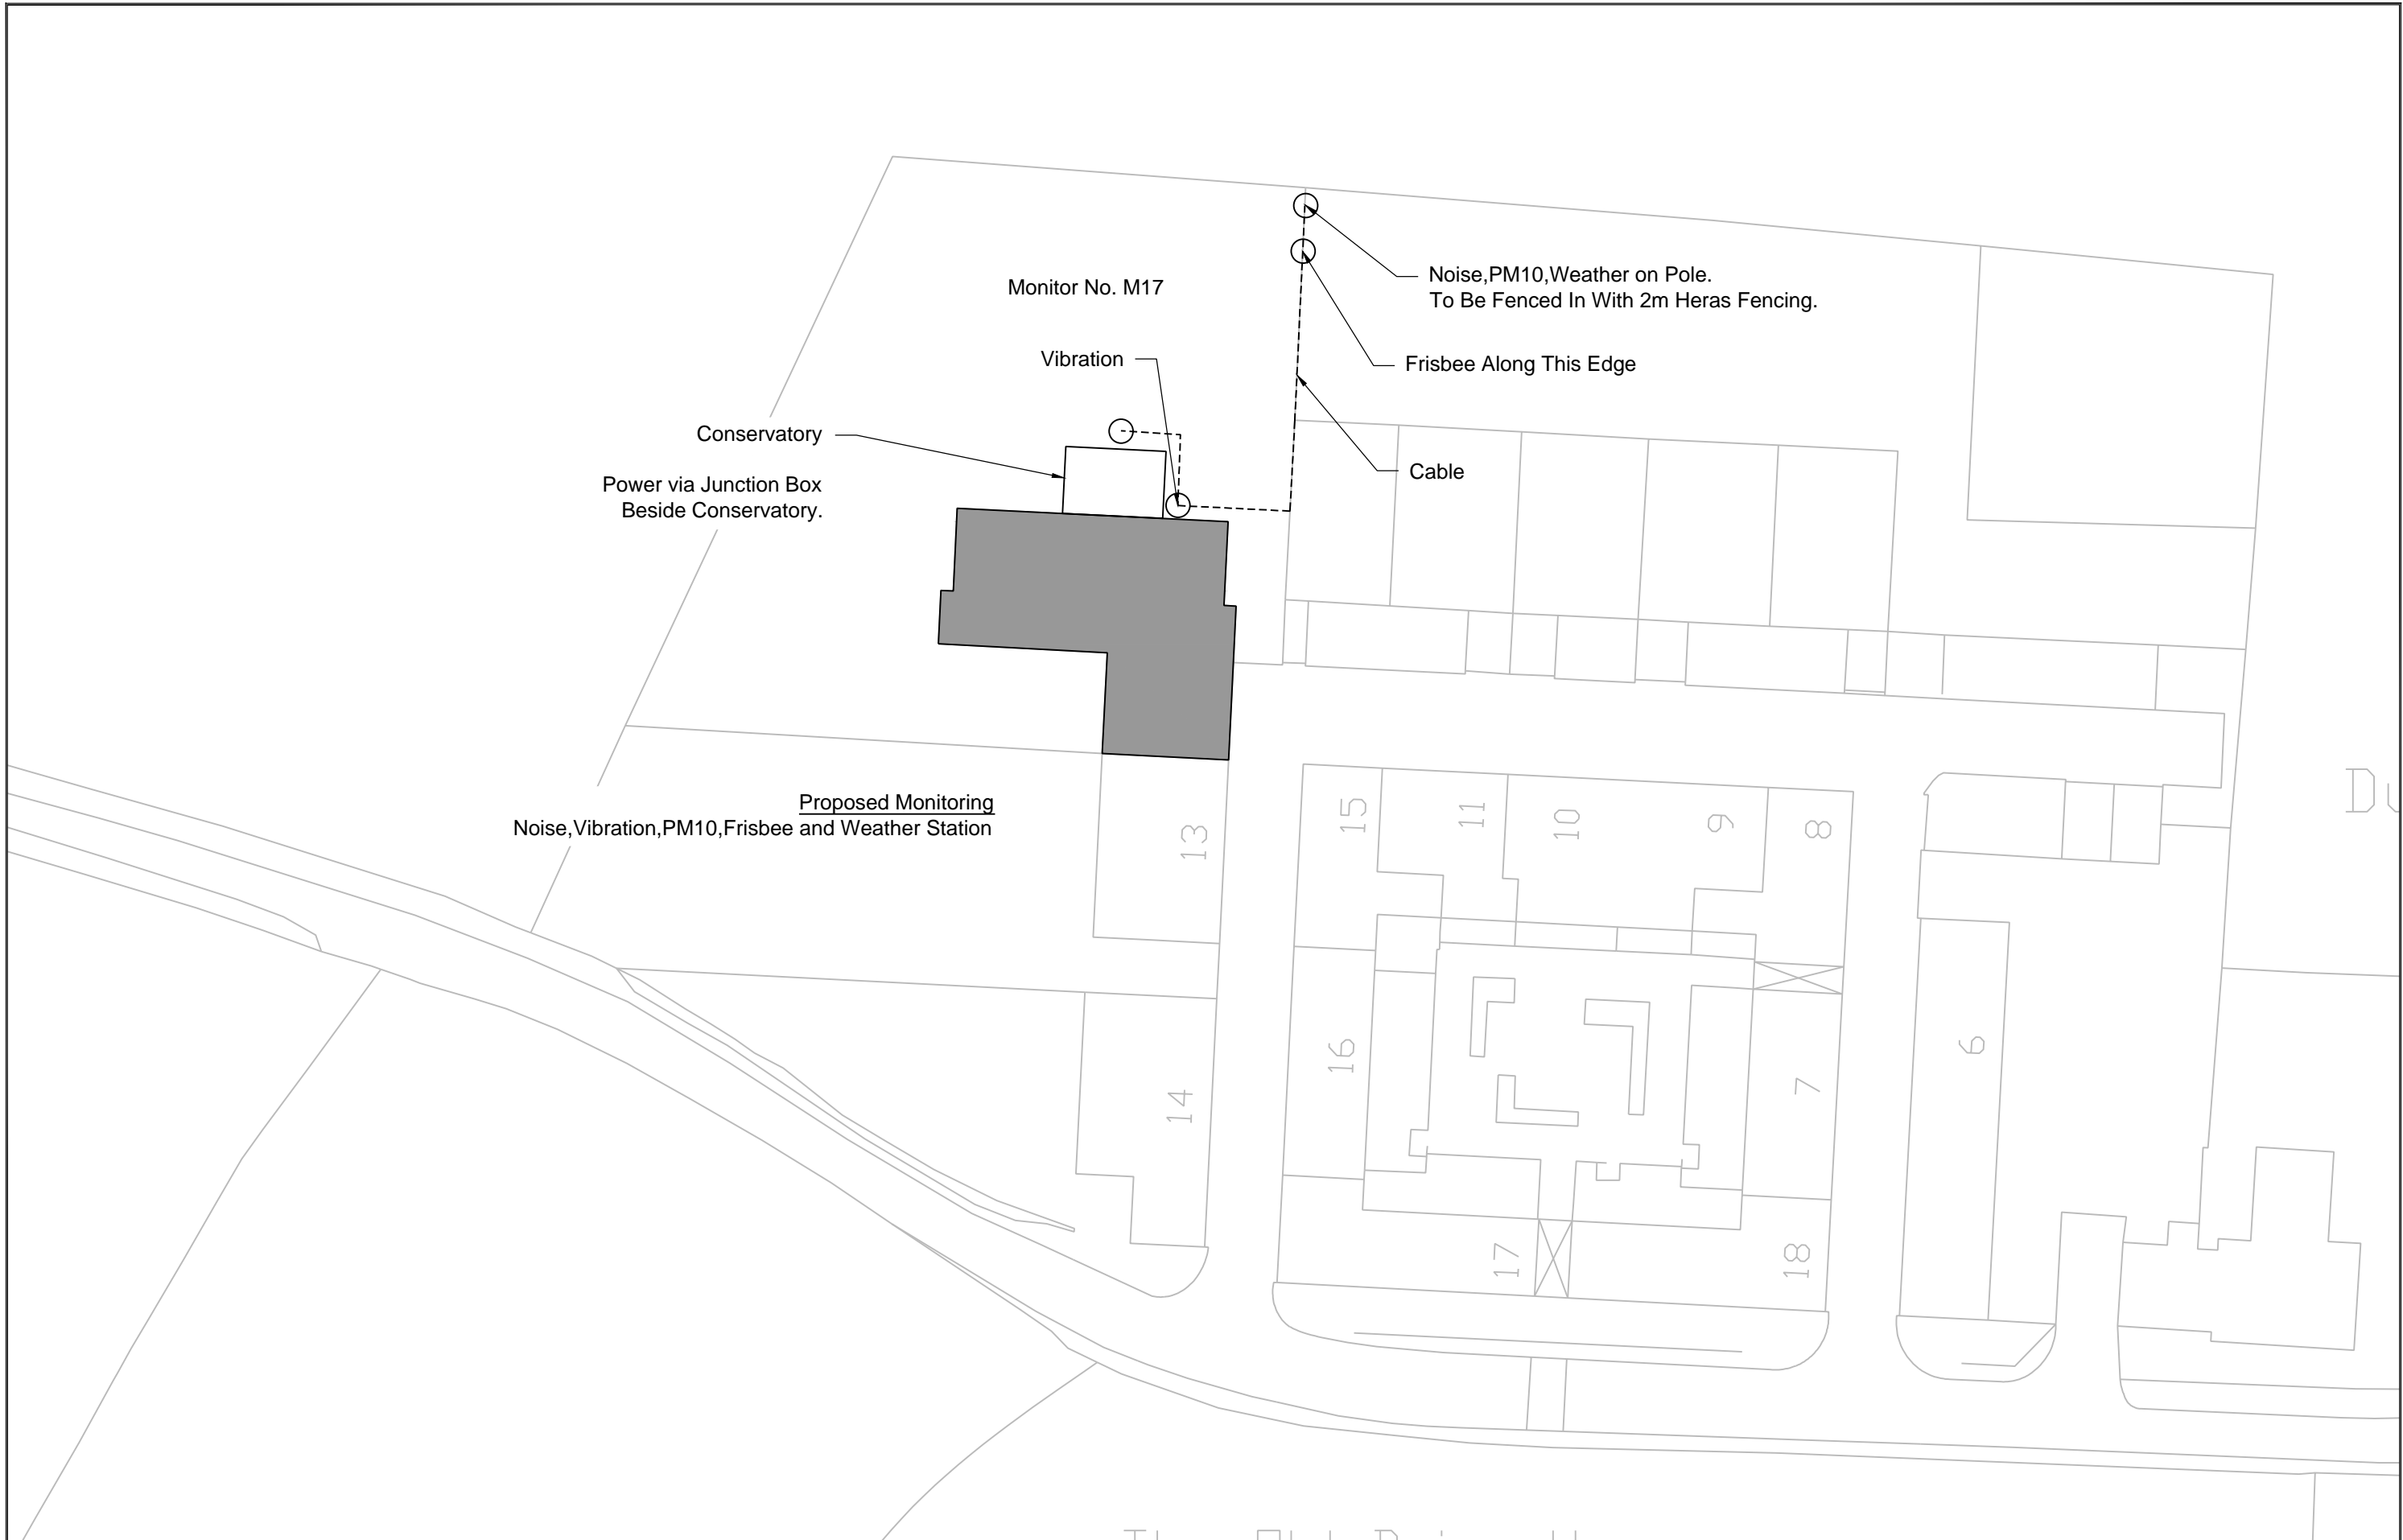 Noise,PM10,Weather on Pole.
To Be Fenced In With 2m Heras Fencing.
Monitor No. M17
Vibration
Frisbee Along This Edge
Conservatory
Cable
Power via Junction Box
Beside Conservatory.
Proposed Monitoring
Noise,Vibration,PM10,Frisbee and Weather Station
13
15
11
10
9
8
16
14
7
6
17
18